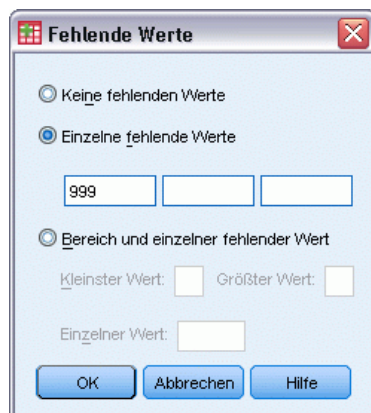 Fehlende Werte
Keine fehlenden Werte
Einzelne fehlende Werte
999
Bereich und einzelner fehlender Wert
Kleinster Wert: Größter Wert:
Einzelner Wert:
OK Abbrechen Hilfe